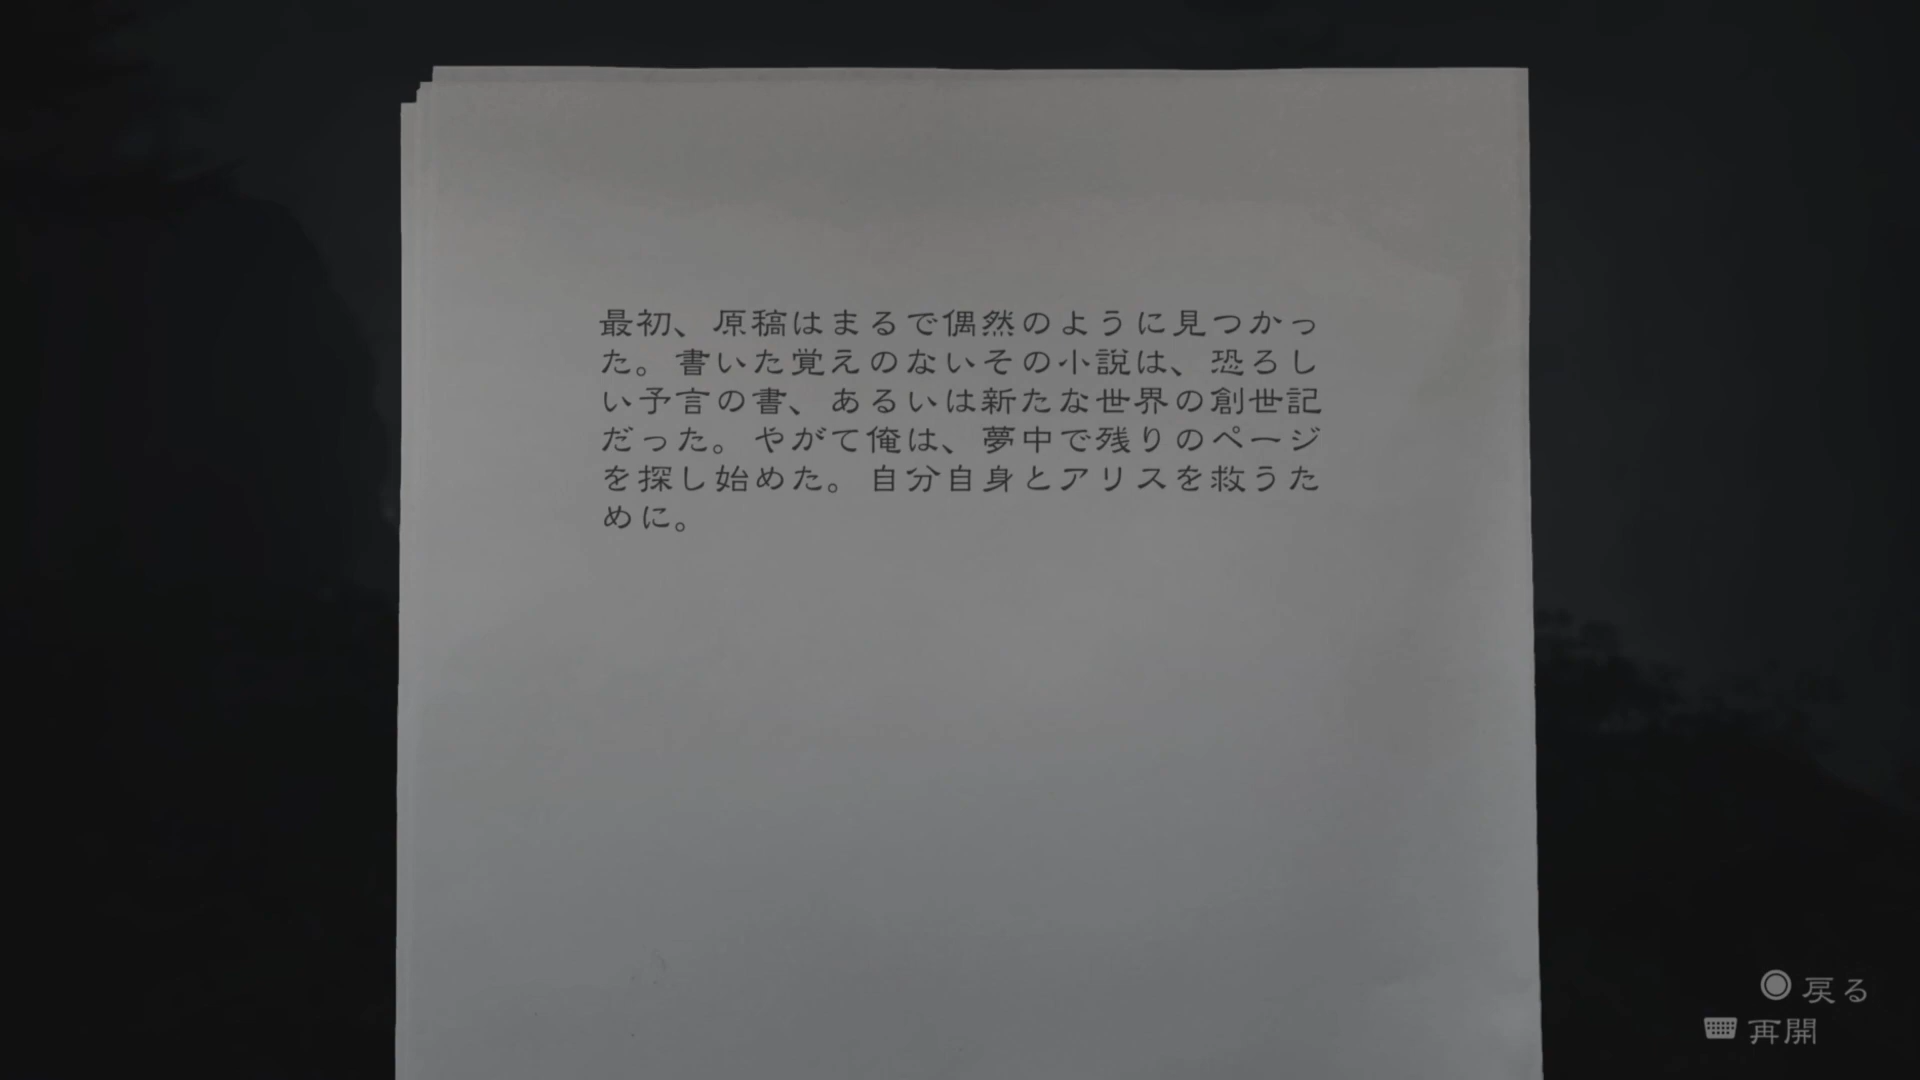 最初、原稿はまるで偶然のように見つかっ
た。書いた覚えのないその小説は、恐ろし
い予言の書、あるいは新たな世界の創世記
だった。やがて俺は、夢中で残りのページ
を探し始めた。自分自身とアリスを救うた
めに。
戻る
再開